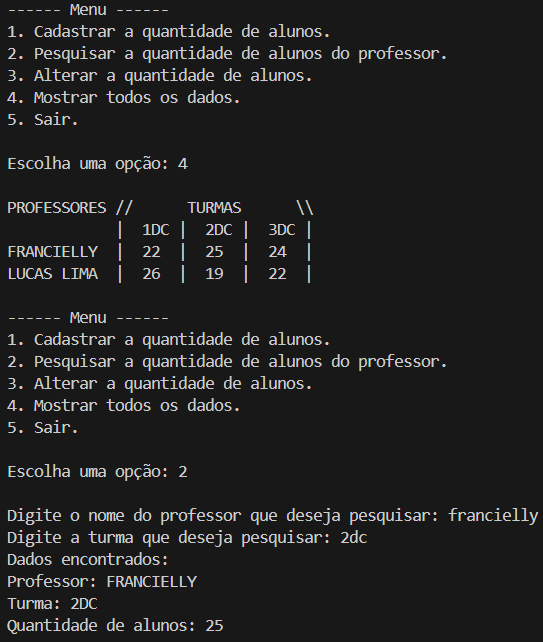 ------ Menu ------
1. Cadastrar a quantidade de alunos.
2. Pesquisar a quantidade de alunos do professor.
3. Alterar a quantidade de alunos.
4. Mostrar todos os dados.
5. Sair.

Escolha uma opção: 4

PROFESSORES //      TURMAS      \\
            |  1DC |  2DC |  3DC |
FRANCIELLY  |  22  |  25  |  24  |
LUCAS LIMA  |  26  |  19  |  22  |

------ Menu ------
1. Cadastrar a quantidade de alunos.
2. Pesquisar a quantidade de alunos do professor.
3. Alterar a quantidade de alunos.
4. Mostrar todos os dados.
5. Sair.

Escolha uma opção: 2

Digite o nome do professor que deseja pesquisar: francielly
Digite a turma que deseja pesquisar: 2dc
Dados encontrados:
Professor: FRANCIELLY
Turma: 2DC
Quantidade de alunos: 25